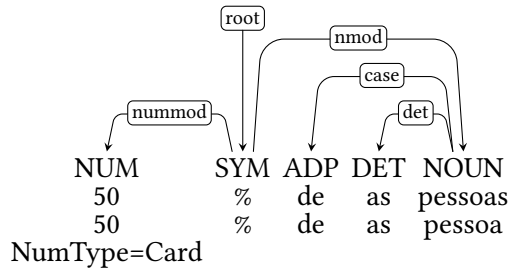 root
nmod
case
nummod
det
NUM SYM ADP DET NOUN
50 % de as pessoas
50 % de as pessoa
NumType=Card